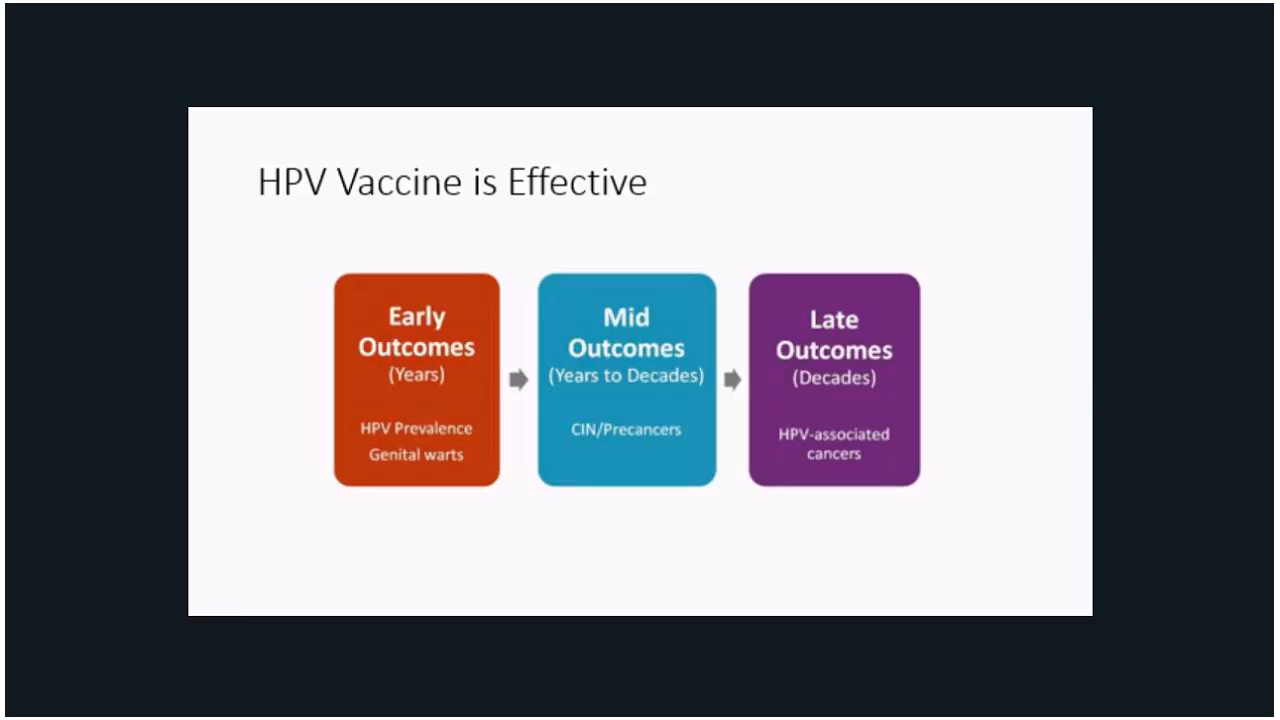 HPV Vaccine is Effective
Early
Outcomes
(Years)
HPV Prevalence
Genital warts
Mid
Outcomes
(Years to Decades)
CIN/Precancers
Late
Outcomes
(Decades)
HPV-associated
cancers